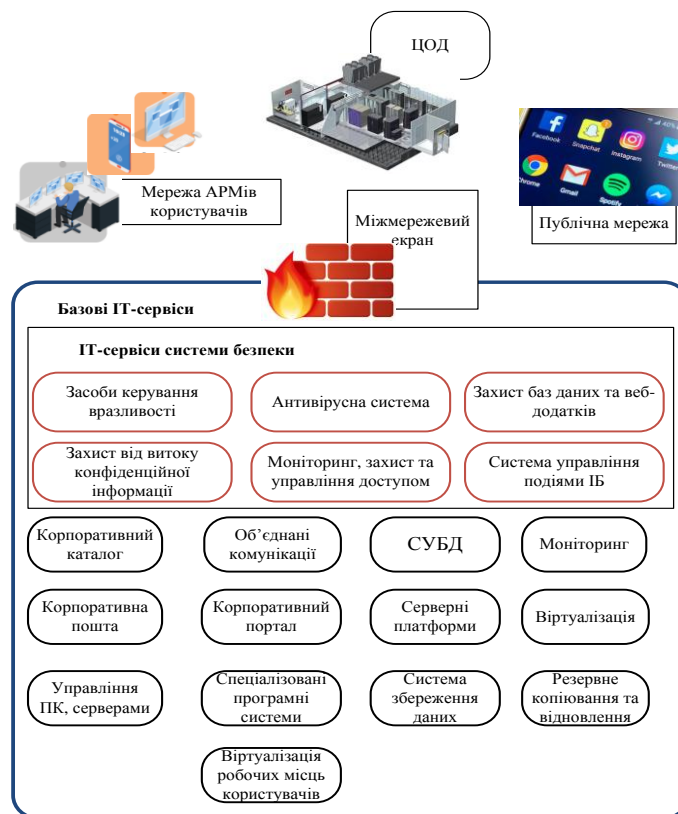 ЦОД
Мережа АРМів
користувачів
Facebook
Snapchat
Instagram
Twitter
Chrome
Gmail
Spotify
Публічна мережа
Міжмережевий
екран
Базові ІТ-сервіси
ІТ-сервіси системи безпеки
Засоби керування
вразливості
Антивірусна система
Захист баз даних та веб-
додатків
Захист від витоку
конфіденційної
інформації
Моніторинг, захист та
управління доступом
Система управління
подіями ІБ
Корпоративний
каталог
Об’єднані
комунікації
СУБД
Моніторинг
Корпоративна
пошта
Корпоративний
портал
Серверні
платформи
Віртуалізація
Управління
ПК, серверами
Спеціалізовані
програмні
системи
Система
збереження
даних
Резервне
копіювання та
відновлення
Віртуалізація
робочих місць
користувачів